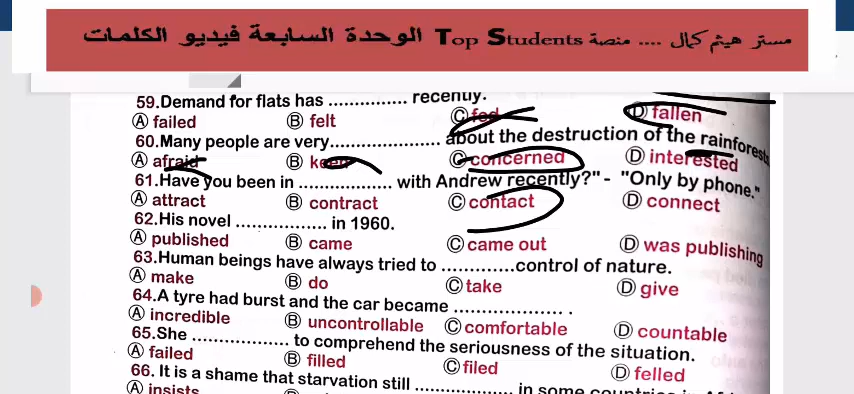 مستر هيثم كمال .... منصة Top Students الوحدة السابعة فيديو الكلمات
59.Demand for flats has .................. recently.
Ⓐ failed Ⓑ felt Ⓒ fed Ⓓ fallen
60.Many people are very......................... about the destruction of the rainforests
Ⓐ afraid Ⓑ keen Ⓒ concerned Ⓓ interested
61.Have you been in ..................... with Andrew recently?" - "Only by phone."
Ⓐ attract Ⓑ contract Ⓒ contact Ⓓ connect
62.His novel ..................... in 1960.
Ⓐ published Ⓑ came Ⓒ came out Ⓓ was publishing
63.Human beings have always tried to ................control of nature.
Ⓐ make Ⓑ do Ⓒ take Ⓓ give
64.A tyre had burst and the car became ......................... .
Ⓐ incredible Ⓑ uncontrollable Ⓒ comfortable Ⓓ countable
65.She ...................... to comprehend the seriousness of the situation.
Ⓐ failed Ⓑ filled Ⓒ filed Ⓓ felled
66. It is a shame that starvation still ...................... in some countries in
Ⓐ insists